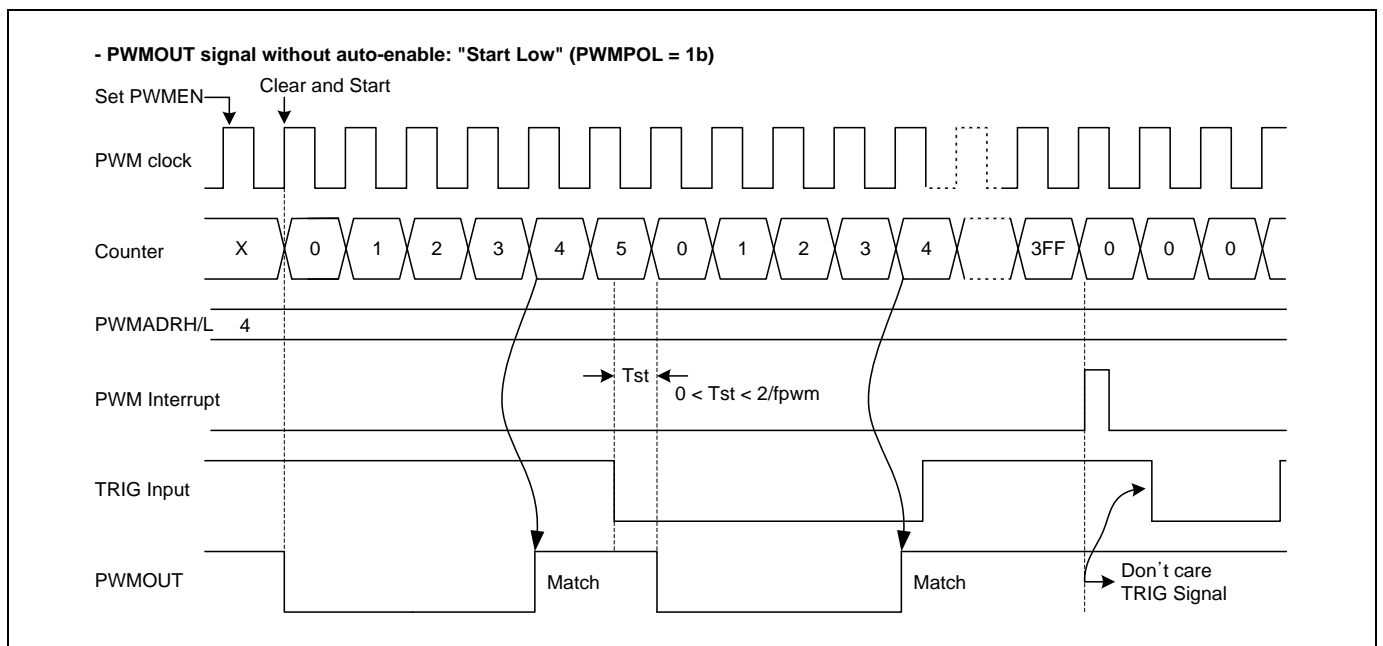 - PWMOUT signal without auto-enable: "Start Low" (PWMPOL = 1b)
Set PWMEN
Clear and Start
PWM clock
Counter X 0 1 2 3 4 5 0 1 2 3 4 3FF 0 0 0
PWMADRH/L 4
Tst
0 < Tst < 2/fpwm
PWM Interrupt
TRIG Input
PWMOUT
Match
Match
Don't care
TRIG Signal